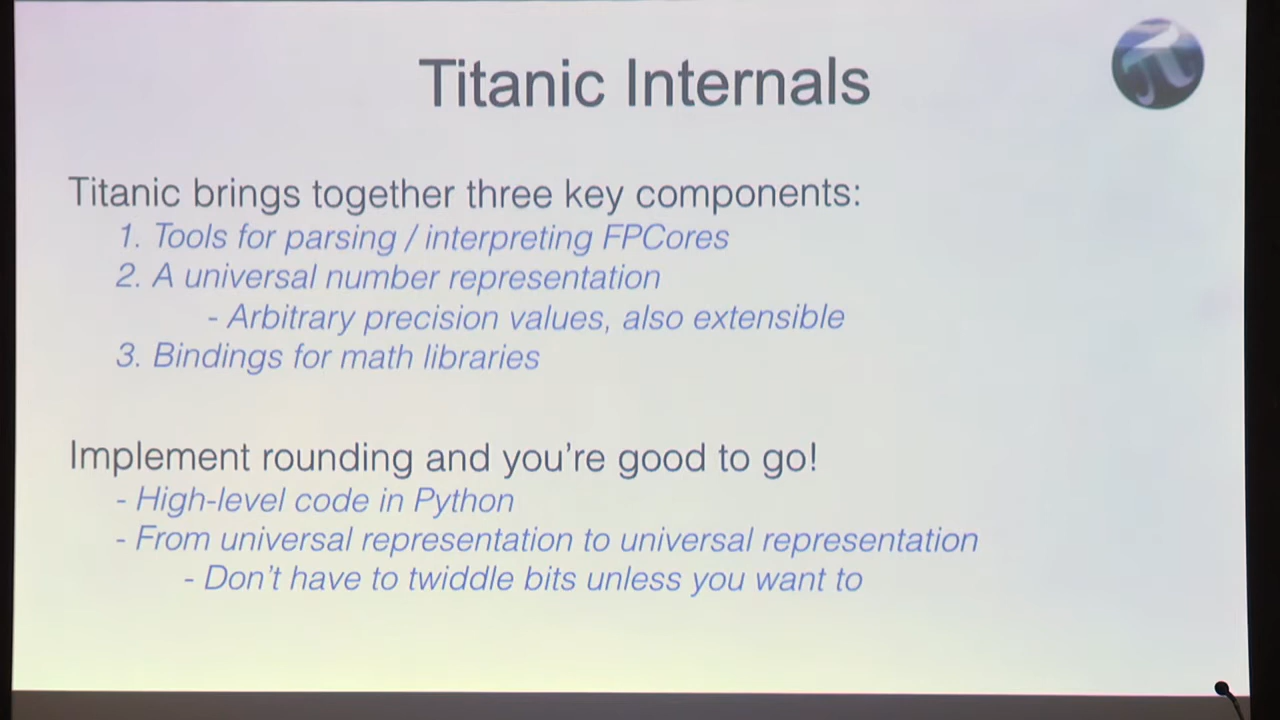 Titanic Internals
Titanic brings together three key components:
1. Tools for parsing / interpreting FPCores
2. A universal number representation
- Arbitrary precision values, also extensible
3. Bindings for math libraries
Implement rounding and you're good to go!
- High-level code in Python
- From universal representation to universal representation
- Don't have to twiddle bits unless you want to